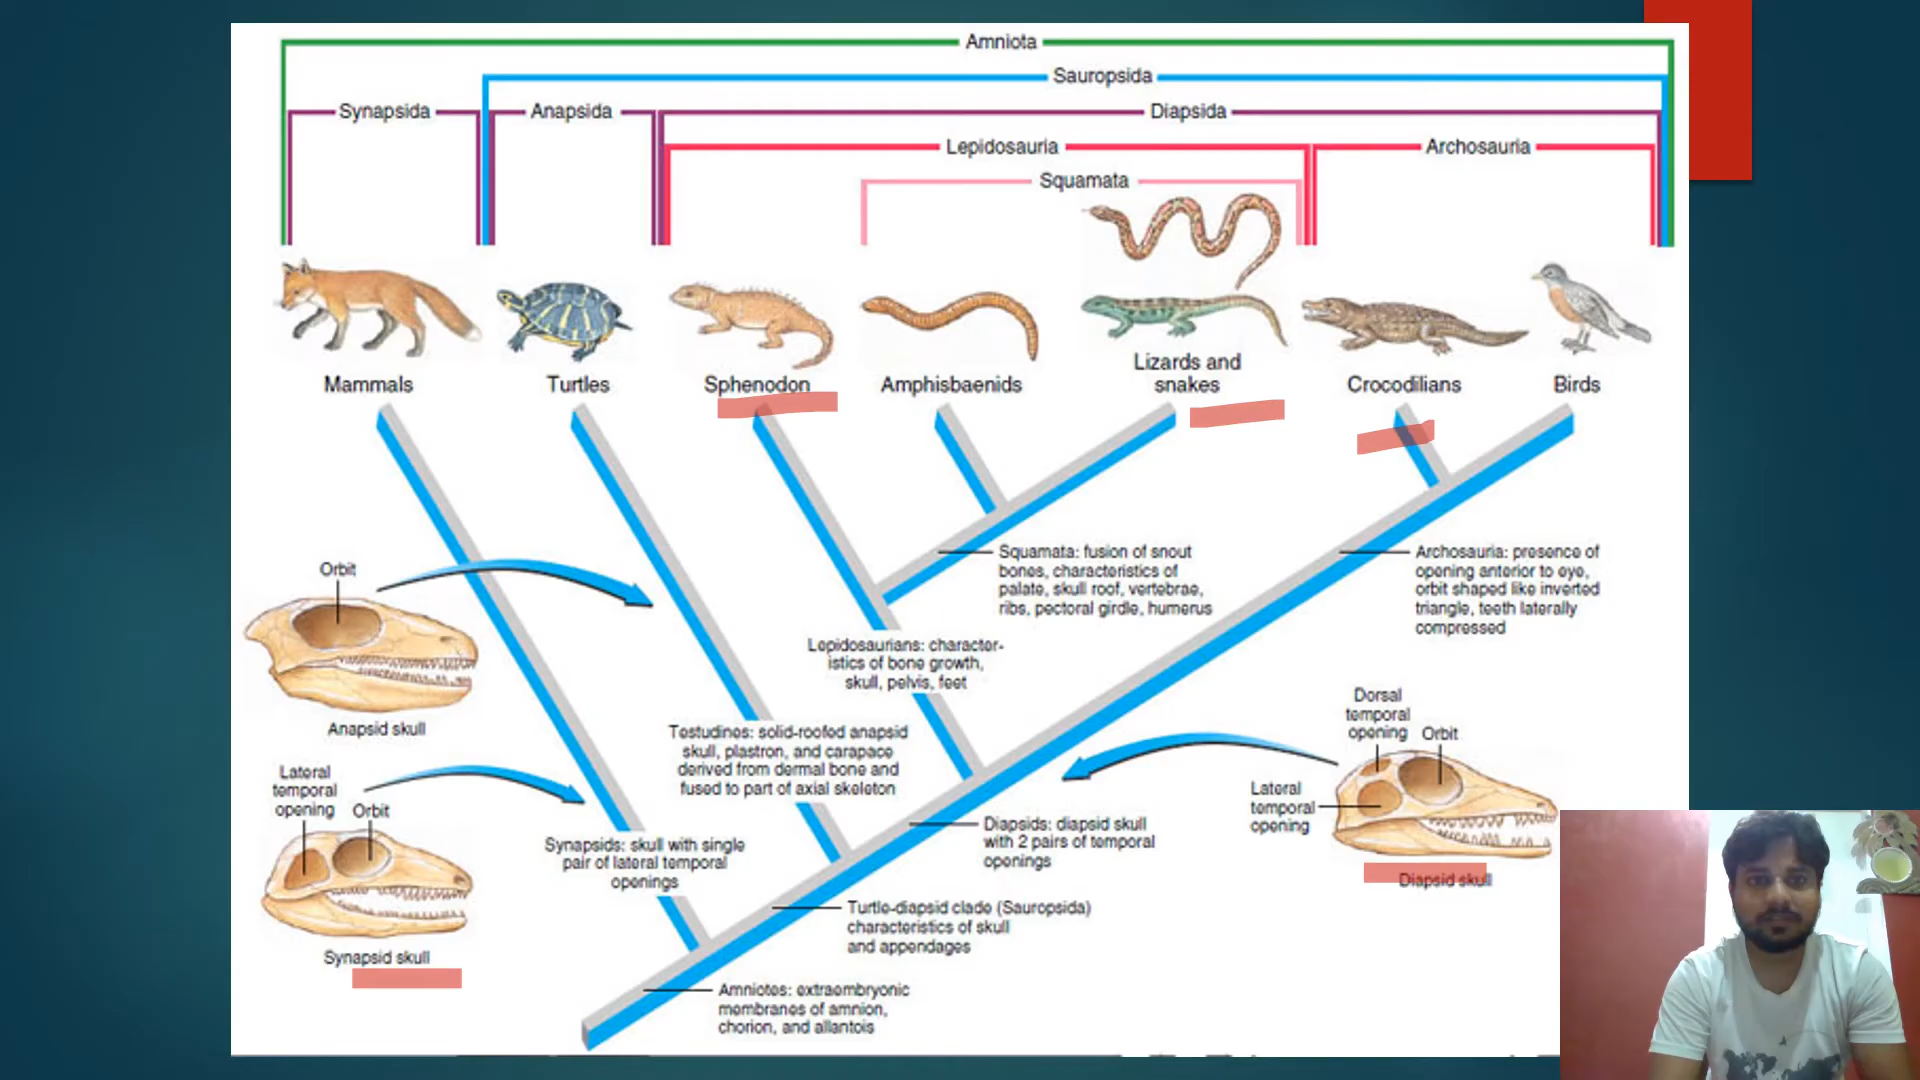 Amniota
Sauropsida
Synapsida
Anapsida
Diapsida
Lepidosauria
Archosauria
Squamata
Mammals
Turtles
Sphenodon
Amphisbaenids
Lizards and
snakes
Crocodilians
Birds
Orbit
Anapsid skull
Squamata: fusion of snout
bones, characteristics of
palate, skull roof, vertebrae,
ribs, pectoral girdle, humerus
Archosauria: presence of
opening anterior to eye,
orbit shaped like inverted
triangle, teeth laterally
compressed
Lepidosaurians: character-
istics of bone growth,
skull, pelvis, feet
Testudines: solid-roofed anapsid
skull, plastron, and carapace
derived from dermal bone and
fused to part of axial skeleton
Dorsal
temporal
opening
Orbit
Lateral
temporal
opening
Diapsid skull
Lateral
temporal
opening
Orbit
Synapsid skull
Synapsids: skull with single
pair of lateral temporal
openings
Diapsids: diapsid skull
with 2 pairs of temporal
openings
Turtle-diapsid clade (Sauropsida)
characteristics of skull
and appendages
Amniotes: extraembryonic
membranes of amnion,
chorion, and allantois